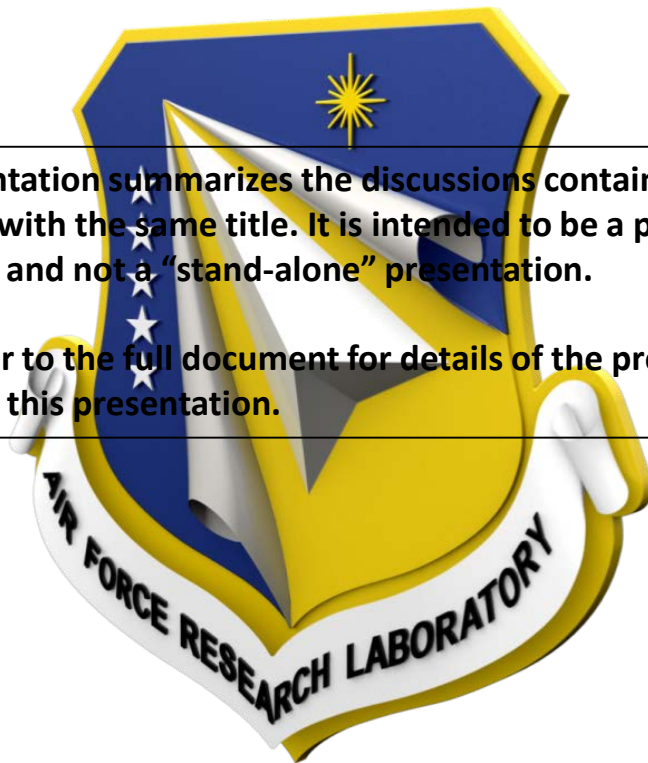 ntation summarizes the discussions contain
with the same title. It is intended to be a p
and not a “stand-alone” presentation.
r to the full document for details of the pre
this presentation.
AIR FORCE RESEARCH LABORATORY